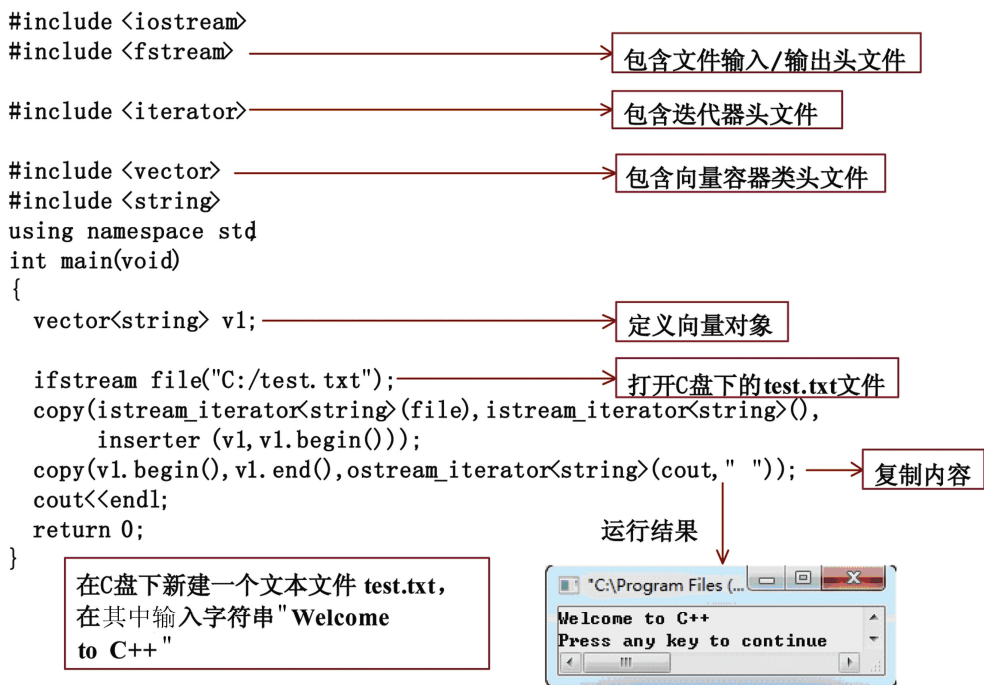 #include <iostream>
#include <fstream>
包含文件输入/输出头文件
#include <iterator>
包含迭代器头文件
#include <vector>
包含向量容器类头文件
#include <string>
using namespace std;
int main(void)
{
vector<string> v1;
定义向量对象
ifstream file("C:/test.txt");
打开C盘下的test.txt文件
copy(istream_iterator<string>(file),istream_iterator<string>(),
inserter (v1,v1.begin()));
copy(v1.begin(),v1.end(),ostream_iterator<string>(cout," "));
复制内容
cout<<endl;
return 0;
}
运行结果
在C盘下新建一个文本文件 test.txt，
在其中输入字符串"Welcome
to C++"
"C:\Program Files (...
Welcome to C++
Press any key to continue